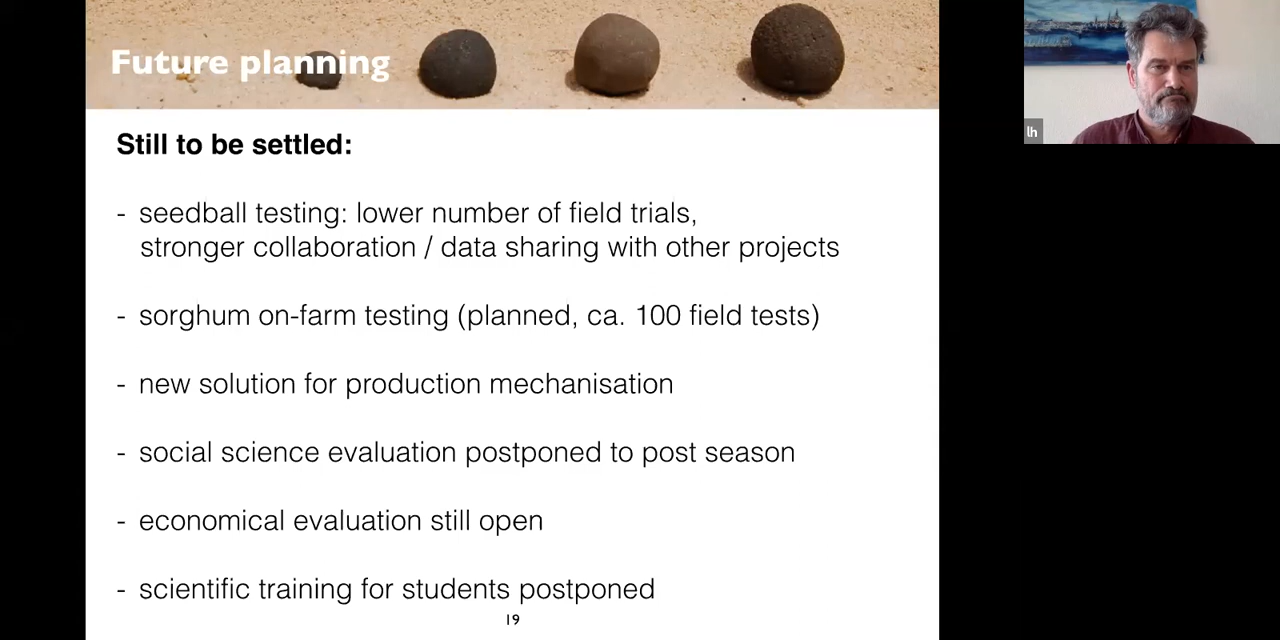 Future planning
lh
Still to be settled:
- seedball testing: lower number of field trials,
stronger collaboration / data sharing with other projects
- sorghum on-farm testing (planned, ca. 100 field tests)
- new solution for production mechanisation
- social science evaluation postponed to post season
- economical evaluation still open
- scientific training for students postponed
19